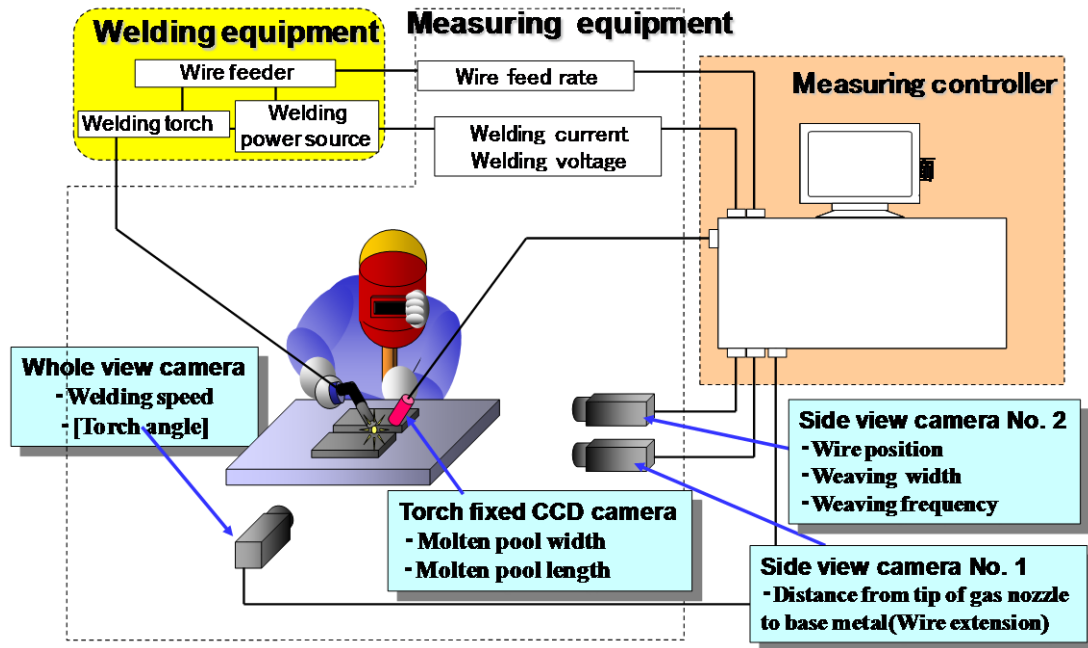 Welding equipment
Wire feeder
Welding torch
Welding
power source
Measuring equipment
Wire feed rate
Welding current
Welding voltage
Measuring controller
Whole view camera
- Welding speed
- [Torch angle]
Torch fixed CCD camera
- Molten pool width
- Molten pool length
Side view camera No. 2
- Wire position
- Weaving width
- Weaving frequency
Side view camera No. 1
- Distance from tip of gas nozzle
to base metal(Wire extension)